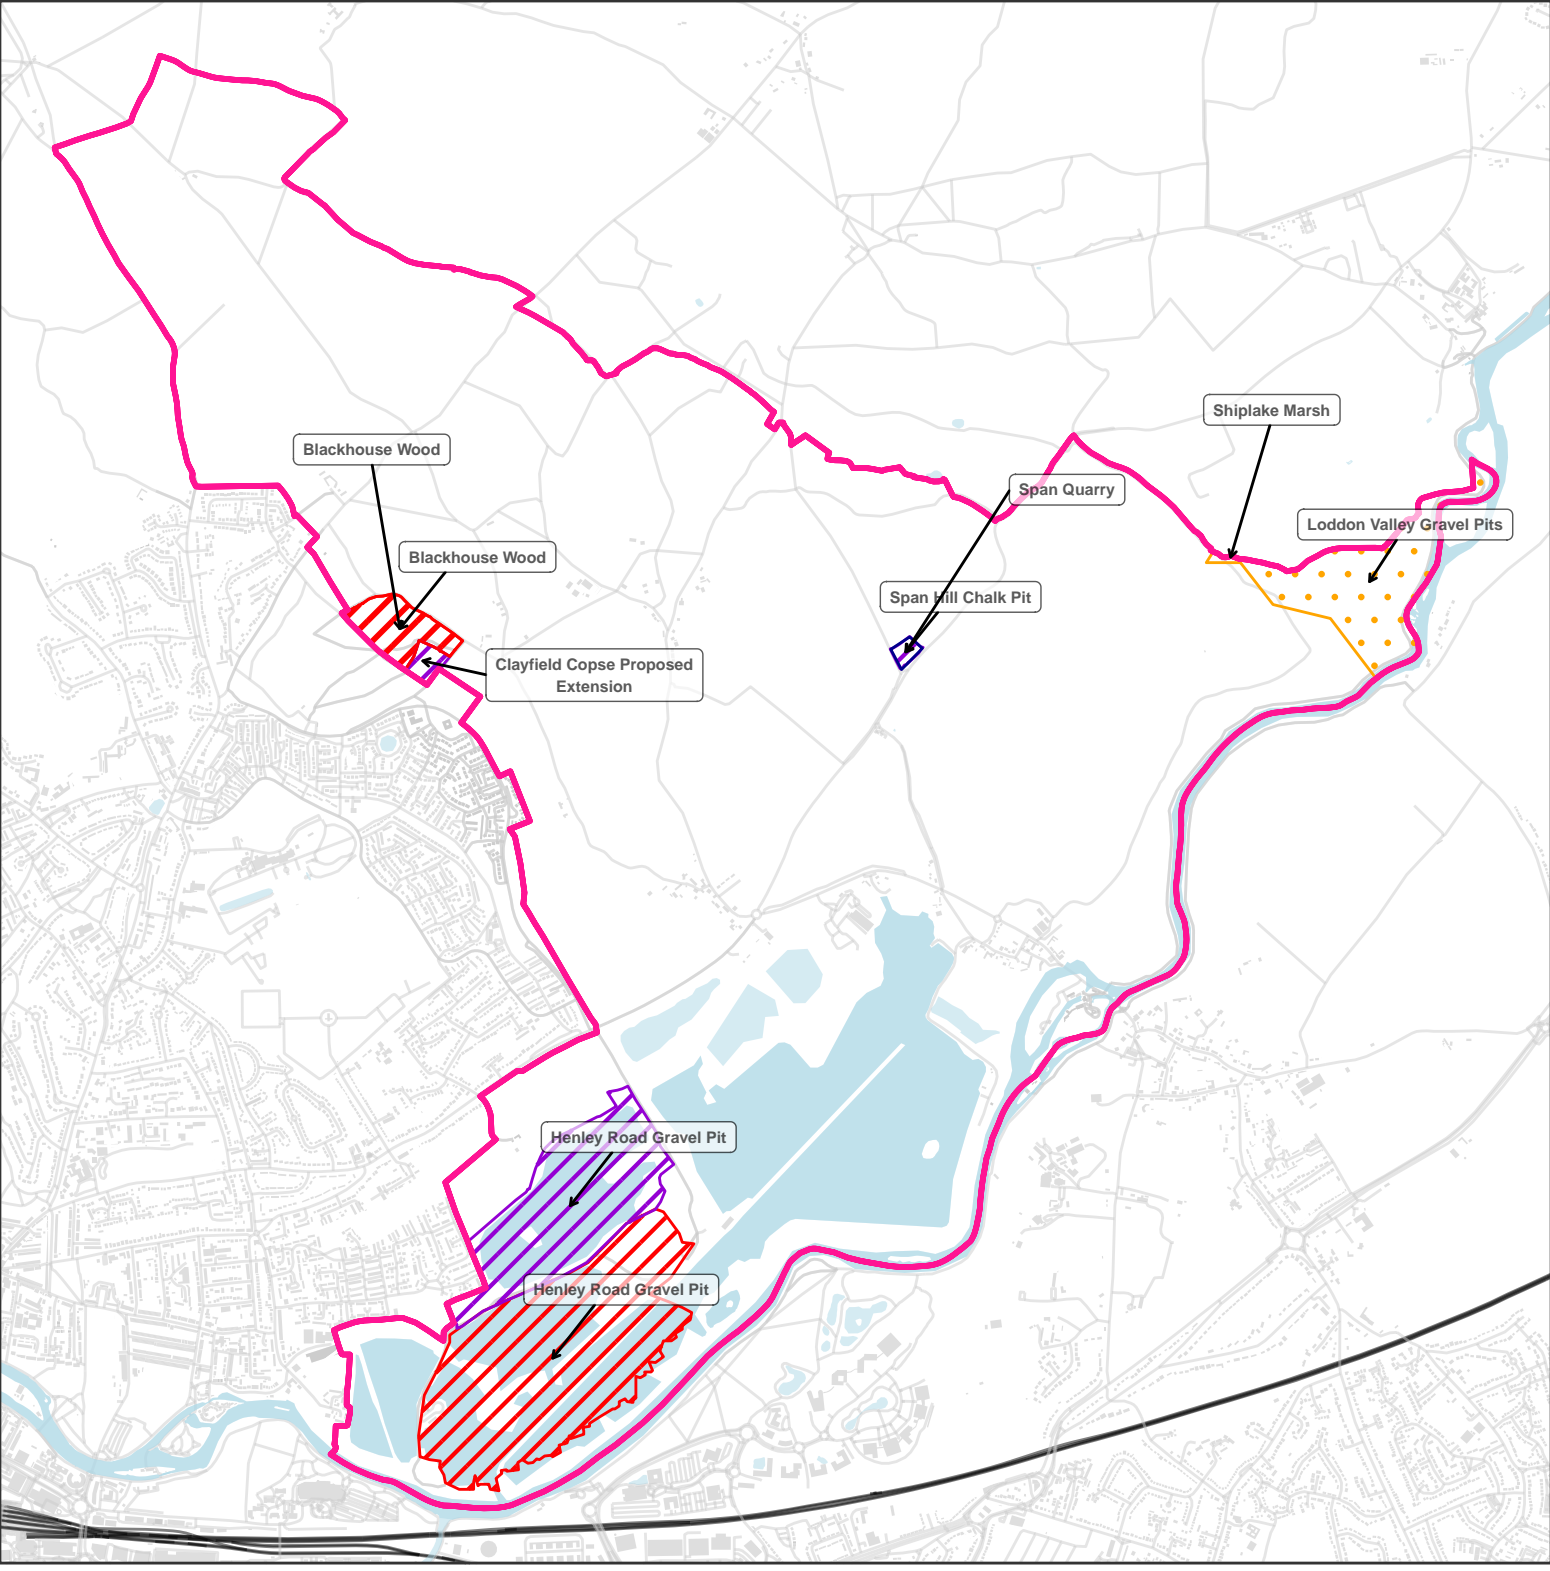 Shiplake Marsh
Blackhouse Wood
Span Quarry
Loddon Valley Gravel Pits
Blackhouse Wood
Span Hill Chalk Pit
Clayfield Copse Proposed
Extension
Henley Road Gravel Pit
Henley Road Gravel Pit